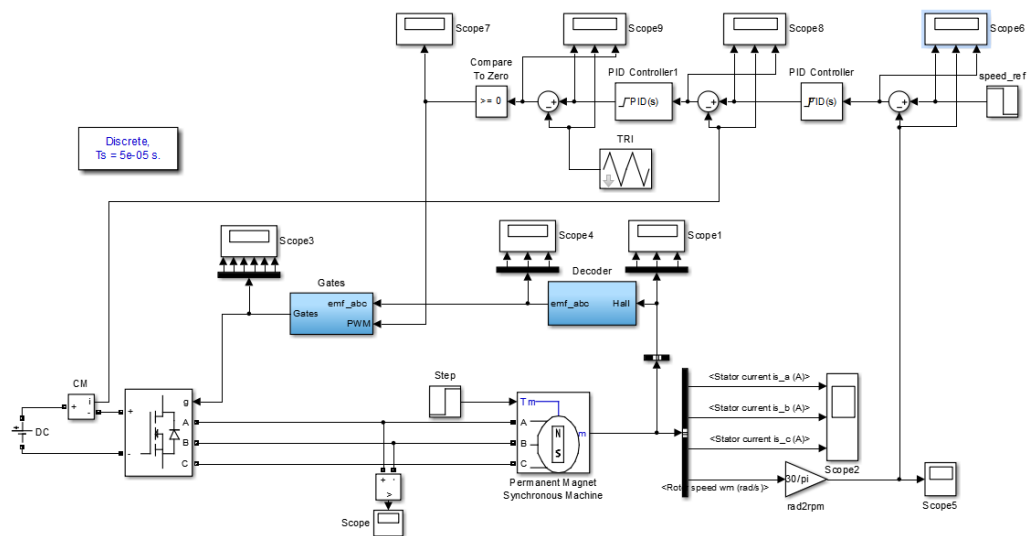 Scope7
Scope9
Scope8
Scope6
Compare
To Zero
PID Controller1
PID Controller
speed_ref
>= 0
PID(s)
PID(s)
TRI
Discrete,
Ts = 5e-05 s.
Scope3
Scope4
Scope1
Gates
Decoder
emf_abc
Gates
PWM
emf_abc
Hall
CM
+
i
-
DC
g
+
A
B
-
C
Step
Tm
A
N
m
B
S
C
Permanent Magnet
Synchronous Machine
+ -
v
Scope
<Stator current is_a (A)>
<Stator current is_b (A)>
<Stator current is_c (A)>
Scope2
<Rotor speed wm (rad/s)>
30/pi
rad2rpm
Scope5